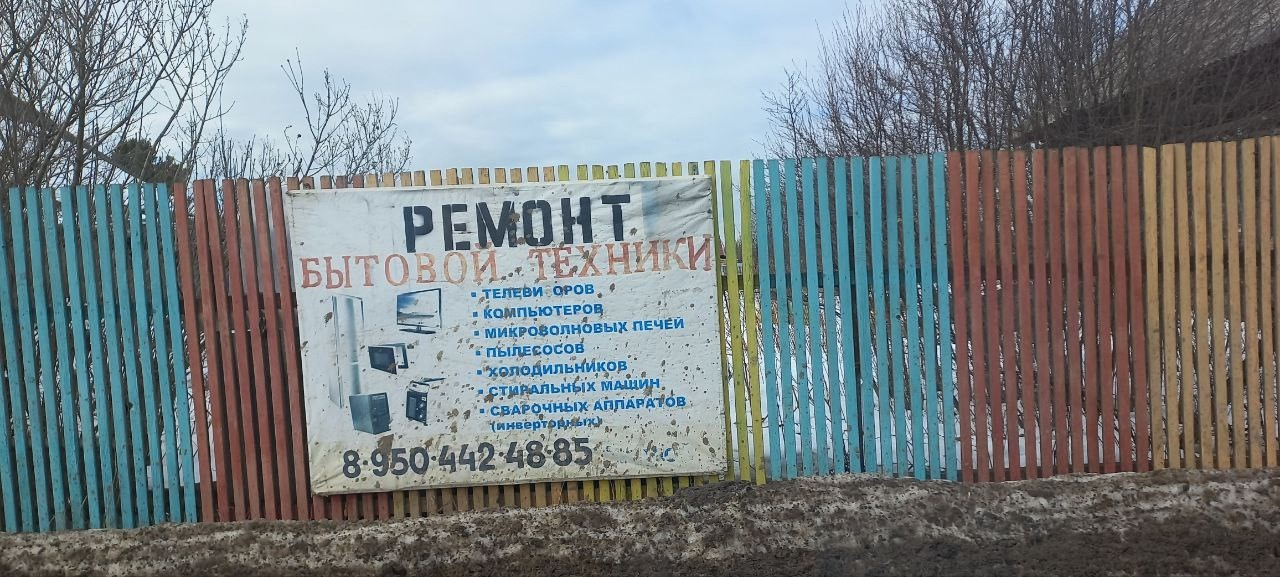 РЕМОНТ
БЫТОВОЙ ТЕХНИКИ
▪ ТЕЛЕВИ ОРОВ
▪ КОМПЬЮТЕРОВ
▪ МИКРОВОЛНОВЫХ ПЕЧЕЙ
▪ ПЫЛЕСОСОВ
▪ ХОЛОДИЛЬНИКОВ
▪ СТИРАЛЬНЫХ МАШИН
▪ СВАРОЧНЫХ АППАРАТОВ
(инверторных)
8·950·442·48·85